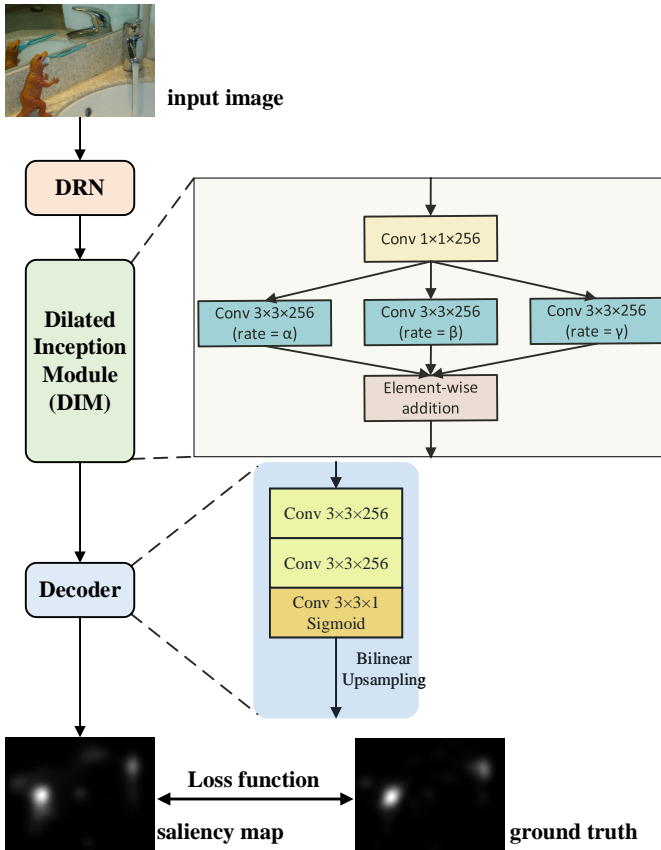 input image
DRN
Dilated
Inception
Module
(DIM)
Conv 1×1×256
Conv 3×3×256
(rate = α)
Conv 3×3×256
(rate = β)
Conv 3×3×256
(rate = γ)
Element-wise
addition
Decoder
Conv 3×3×256
Conv 3×3×256
Conv 3×3×1
Sigmoid
Bilinear
Upsampling
Loss function
saliency map
ground truth